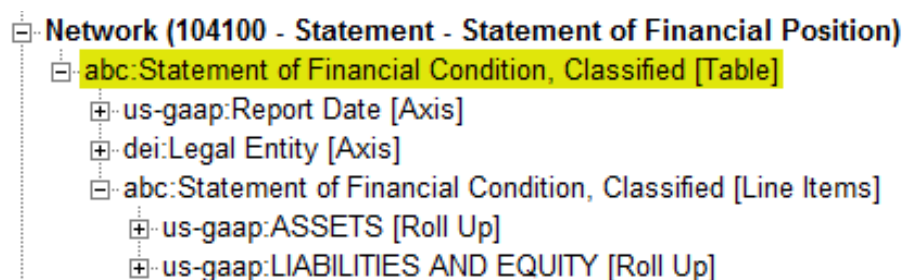 Network (104100 - Statement - Statement of Financial Position)
abc:Statement of Financial Condition, Classified [Table]
us-gaap:Report Date [Axis]
dei:Legal Entity [Axis]
abc:Statement of Financial Condition, Classified [Line Items]
us-gaap:ASSETS [Roll Up]
us-gaap:LIABILITIES AND EQUITY [Roll Up]